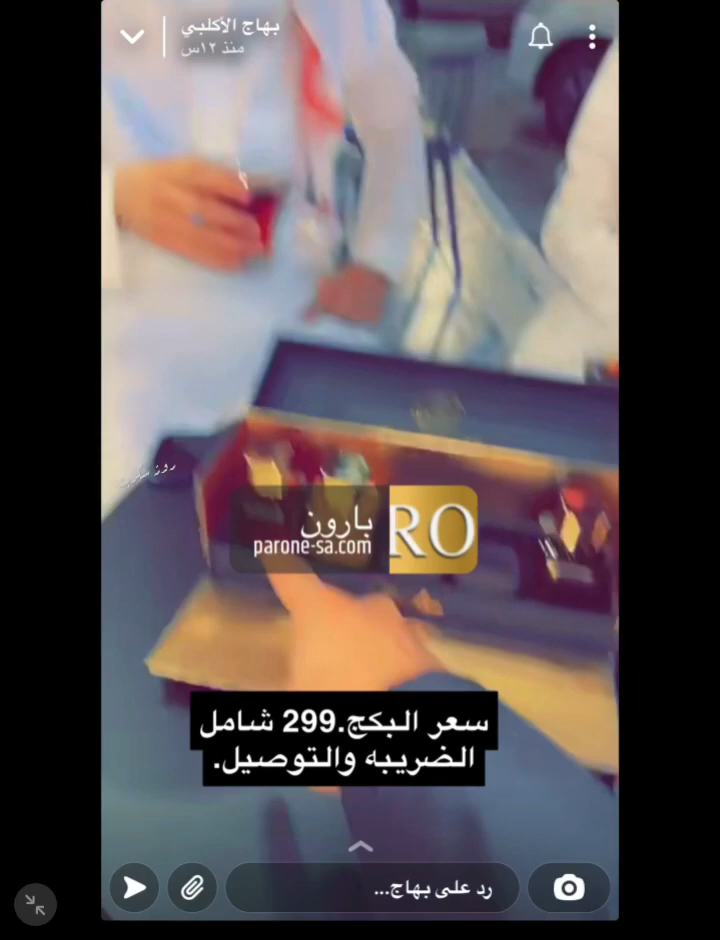 بهاج الأكلبي
منذ ١٢س
بارون
parone-sa.com
RO
سعر البكج.299 شامل
الضريبه والتوصيل.
رد على بهاج...